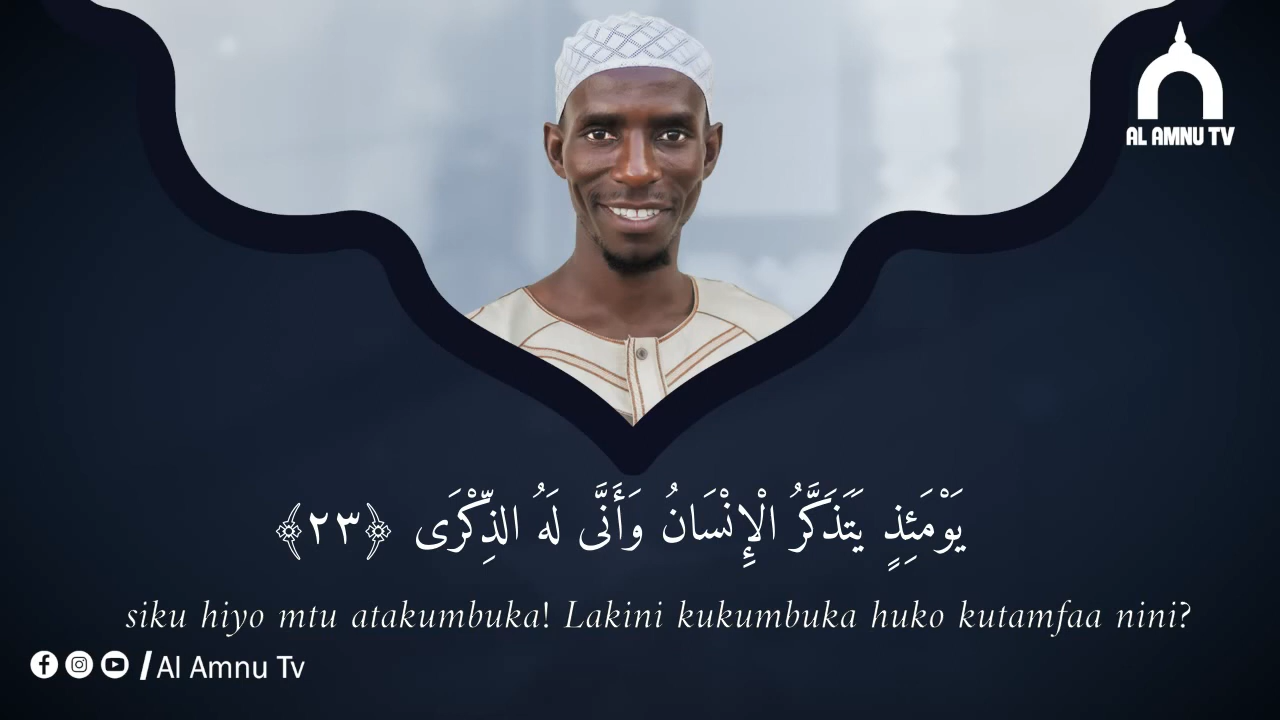 AL AMNU TV
يَوْمَئِذٍ يَتَذَكَّرُ الْإِنْسَانُ وَأَنَّى لَهُ الذِّكْرَى ﴿٢٣﴾
siku hiyo mtu atakumbuka! Lakini kukumbuka huko kutamfaa nini?
/ Al Amnu Tv